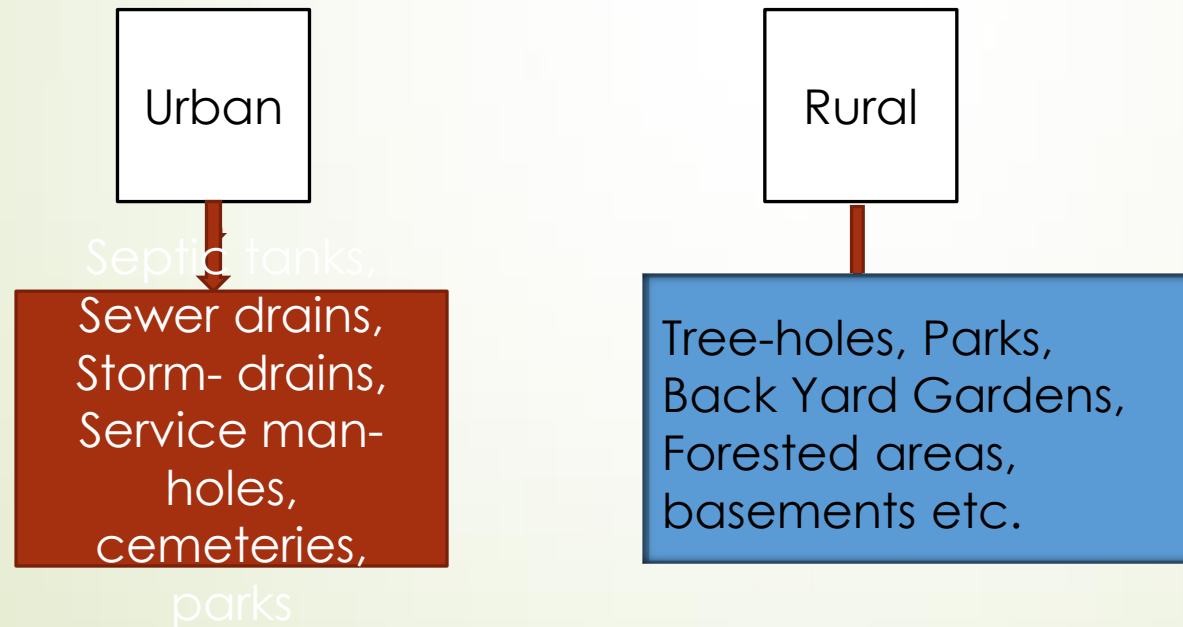 Urban
Rural
Septic tanks,
Sewer drains,
Storm- drains,
Service man-
holes,
cemeteries,
parks
Tree-holes, Parks,
Back Yard Gardens,
Forested areas,
basements etc.